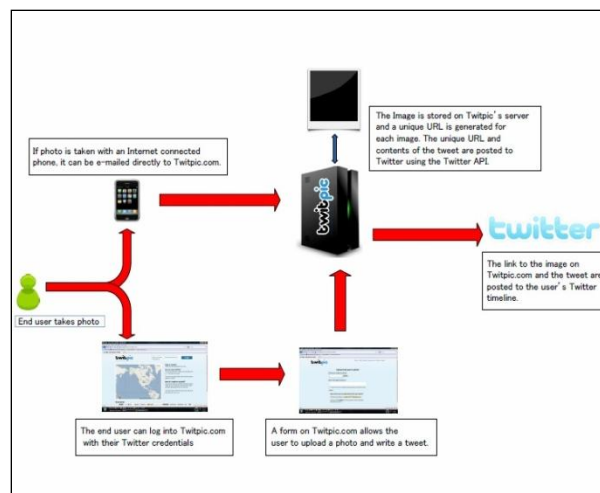 The Image is stored on Twitpic's server
and a unique URL is generated for
each image. The unique URL and
contents of the tweet are posted to
Twitter using the Twitter API.
If photo is taken with an Internet connected
phone, it can be e-mailed directly to Twitpic.com.
twitpic
twitter
The link to the image on
Twitpic.com and the tweet are
posted to the user's Twitter
timeline.
End user takes photo
twitpic
twitpic
The end user can log into Twitpic.com
with their Twitter credentials
A form on Twitpic.com allows the
user to upload a photo and write a tweet.